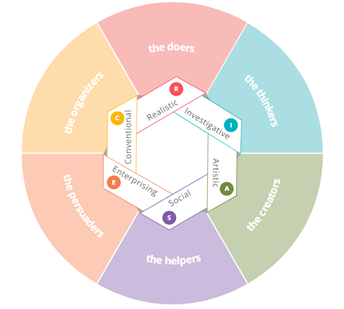 the doers
the thinkers
the creators
the helpers
the persuaders
the organizers
R
Realistic
I
Investigative
A
Artistic
S
Social
E
Enterprising
C
Conventional